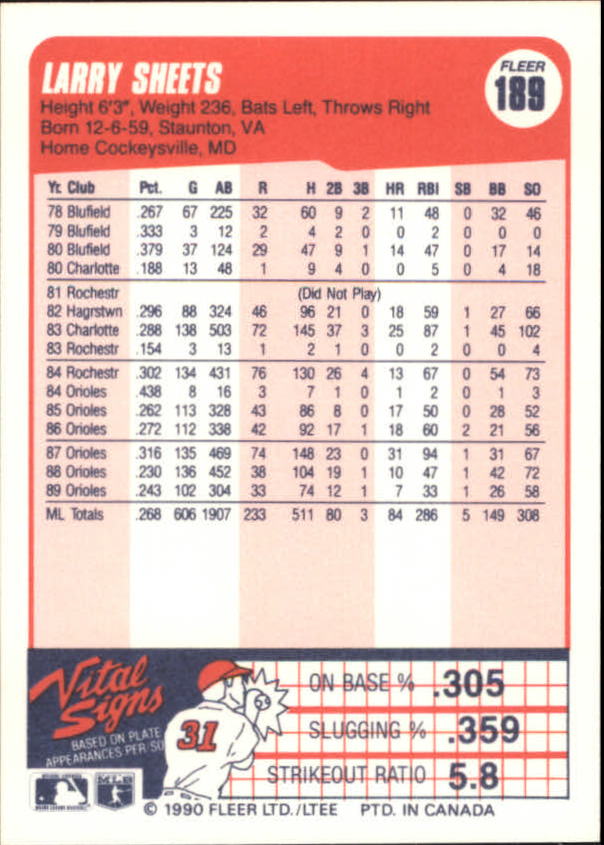 LARRY SHEETS
FLEER
189
Height 6'3", Weight 236, Bats Left, Throws Right
Born 12-6-59, Staunton, VA
Home Cockeysville, MD
Yr. Club Pct. G AB R H 2B 3B HR RBI SB BB SO
78 Blufield .267 67 225 32 60 9 2 11 48 0 32 46
79 Blufield .333 3 12 2 4 2 0 0 2 0 0 0
80 Blufield .379 37 124 29 47 9 1 14 47 0 17 14
80 Charlotte .188 13 48 1 9 4 0 0 5 0 4 18
81 Rochestr (Did Not Play)
82 Hagrstwn .296 88 324 46 96 21 0 18 59 1 27 66
83 Charlotte .288 138 503 72 145 37 3 25 87 1 45 102
83 Rochestr .154 3 13 1 2 1 0 0 2 0 0 4
84 Rochestr .302 134 431 76 130 26 4 13 67 0 54 73
84 Orioles .438 8 16 3 7 1 0 1 2 0 1 3
85 Orioles .262 113 328 43 86 8 0 17 50 0 28 52
86 Orioles .272 112 338 42 92 17 1 18 60 2 21 56
87 Orioles .316 135 469 74 148 23 0 31 94 1 31 67
88 Orioles .230 136 452 38 104 19 1 10 47 1 42 72
89 Orioles .243 102 304 33 74 12 1 7 33 1 26 58
ML Totals .268 606 1907 233 511 80 3 84 286 5 149 308
Vital Signs
BASED ON PLATE
APPEARANCES PER SO
31
ON BASE % .305
SLUGGING % .359
STRIKEOUT RATIO 5.8
MLB
© 1990 FLEER LTD./LTEE PTD. IN CANADA